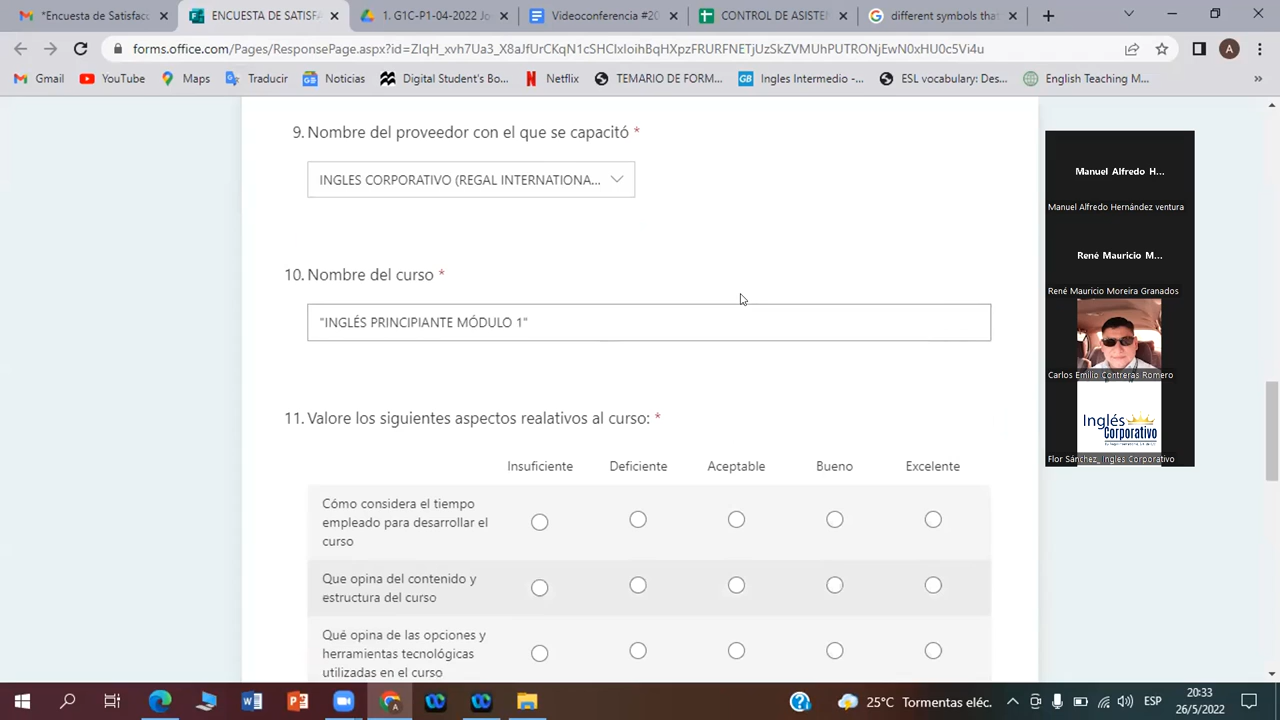 *Encuesta de Satisfacc
ENCUESTA DE SATISFA
1. G1C-P1-04-2022 Jo
Videoconferencia #20
CONTROL DE ASISTE
different symbols that
forms.office.com/Pages/ResponsePage.aspx?id=ZIqH_xvh7Ua3_X8aJfUrCKqN1cSHCIxIoihBqHXpzFRURFNETjUzSkZVMUhPUTRONjEwN0xHU0c5Vi4u
A
Gmail
YouTube
Maps
Traducir
Noticias
Digital Student's Bo...
Netflix
TEMARIO DE FORM...
GB
Ingles Intermedio -...
ESL vocabulary: Des...
English Teaching M...
»
9. Nombre del proveedor con el que se capacitó *
INGLES CORPORATIVO (REGAL INTERNATIONA...
10. Nombre del curso *
"INGLÉS PRINCIPIANTE MÓDULO 1"
11. Valore los siguientes aspectos realativos al curso: *
Insuficiente Deficiente Aceptable Bueno Excelente
Cómo considera el tiempo
empleado para desarrollar el
curso
Que opina del contenido y
estructura del curso
Qué opina de las opciones y
herramientas tecnológicas
utilizadas en el curso
Manuel Alfredo H...
Manuel Alfredo Hernández ventura
René Mauricio M...
René Mauricio Moreira Granados
Carlos Emilio Contreras Romero
Inglés
Corporativo
Flor Sánchez_ Inglés Corporativo
25°C Tormentas eléc.
ESP
20:33
26/5/2022